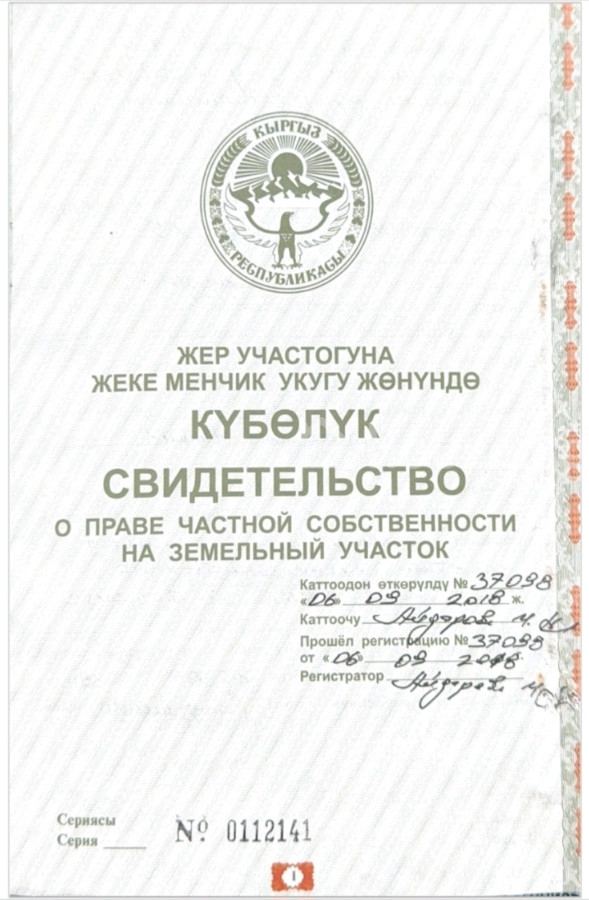 КЫРГЫЗ
РЕСПУБЛИКАСЫ
ЖЕР УЧАСТОГУНА
ЖЕКЕ МЕНЧИК УКУГУ ЖӨНҮНДӨ
КҮБӨЛҮК
СВИДЕТЕЛЬСТВО
О ПРАВЕ ЧАСТНОЙ СОБСТВЕННОСТИ
НА ЗЕМЕЛЬНЫЙ УЧАСТОК
Каттоодон өткөрүлдү № 37098
«06» 09 2018 ж.
Каттоочу
Прошёл регистрацию № 37098
от «06» 09 2018
Регистратор
Сериясы
Серия
№ 0112141
1